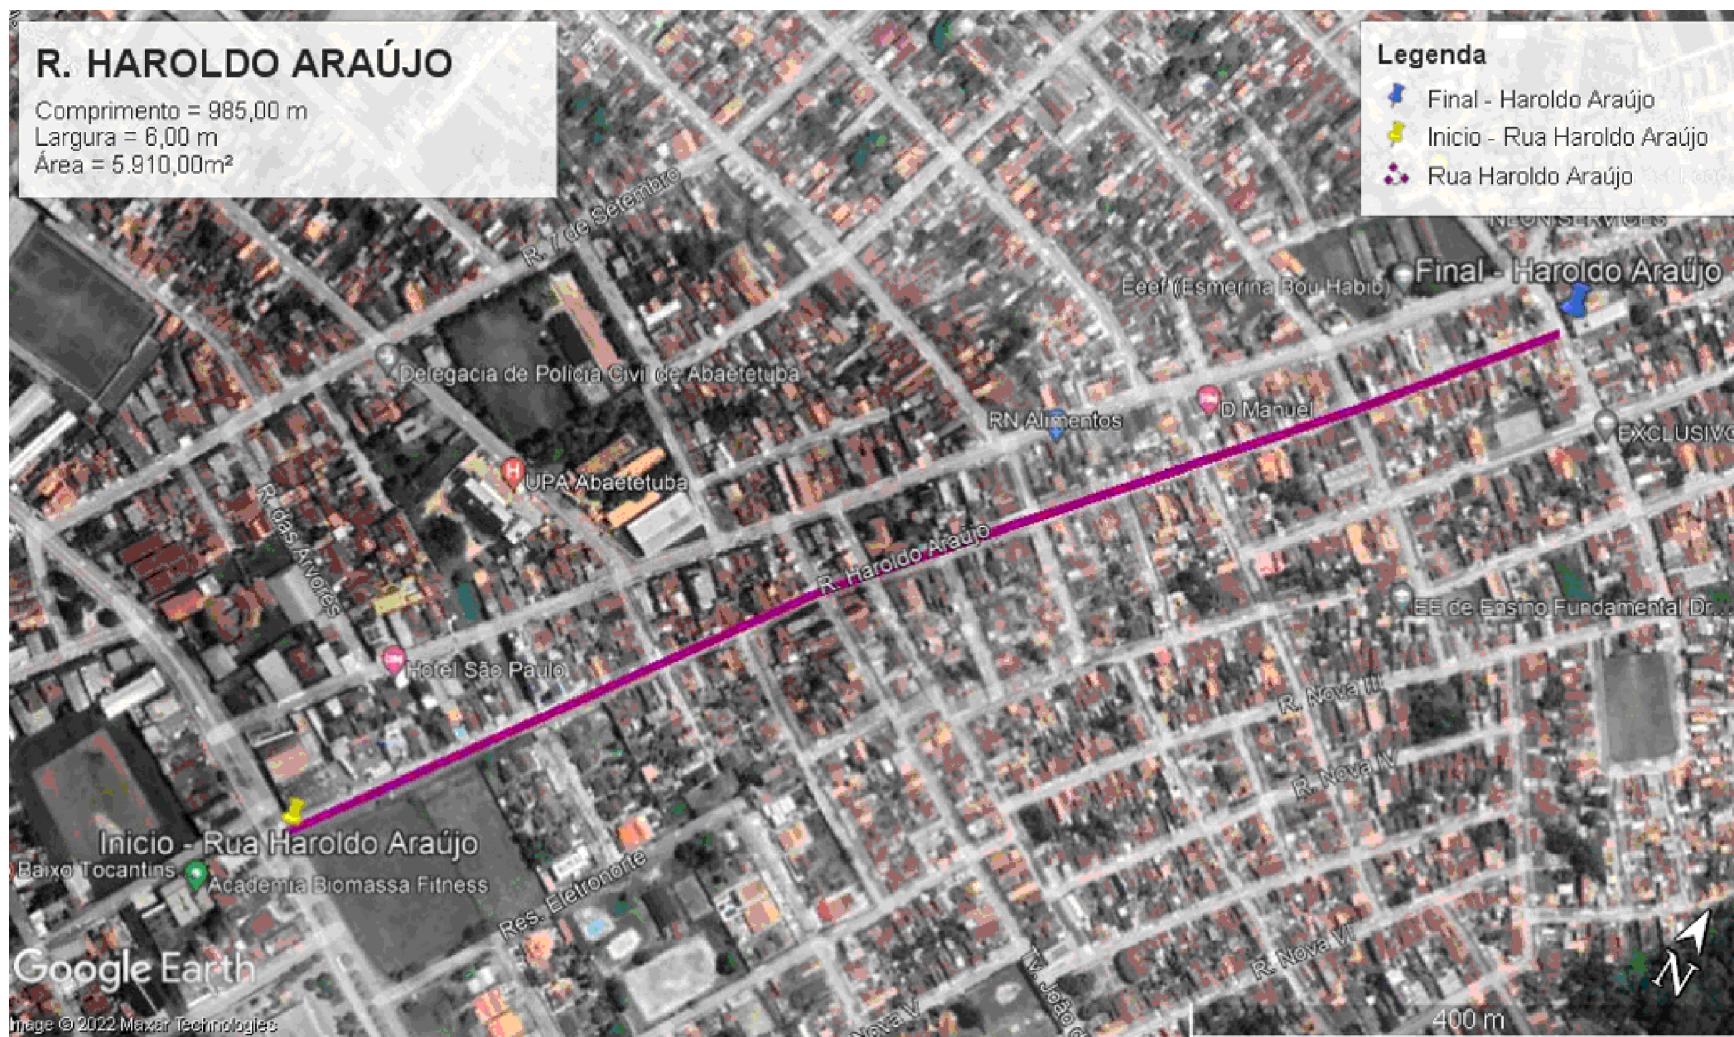 R. HAROLDO ARAÚJO
Comprimento = 985,00 m
Largura = 6,00 m
Área = 5.910,00m²
Legenda
Final - Haroldo Araújo
Inicio - Rua Haroldo Araújo
Rua Haroldo Araújo
NEON SERVICES
R. 7 de Setembro
Final - Haroldo Araújo
Eeef (Esmerina Bou Habib)
Delegacia de Polícia Civil de Abaetetuba
D Manuel
RN Alimentos
EXCLUSIVO
UPA Abaetetuba
R. das Arvores
R. Haroldo Araújo
EE de Ensino Fundamental Dr...
Hotel São Paulo
R. Nova III
R. Nova IV
Inicio - Rua Haroldo Araújo
Baixo Tocantins
Academia Biomassa Fitness
Res. Eletronorte
R. Nova VI
Google Earth
N
Nova V
João
400 m
Image © 2022 Maxar Technologies